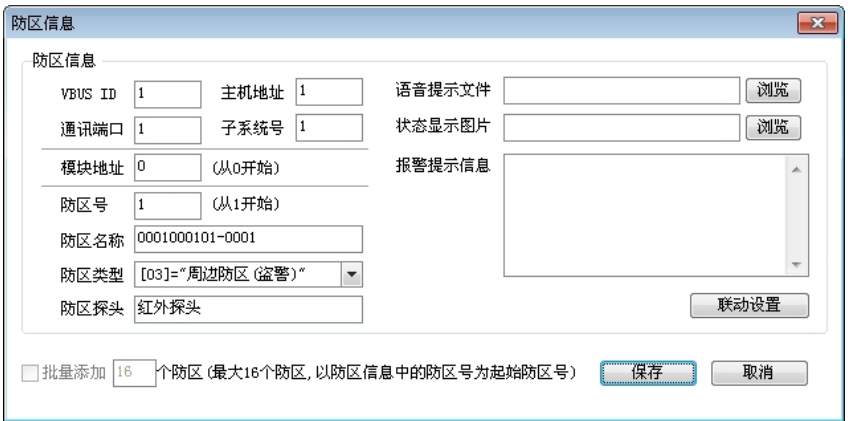 防区信息
防区信息
VBUS ID 1 主机地址 1
通讯端口 1 子系统号 1
模块地址 0 (从0开始)
防区号 1 (从1开始)
防区名称 0001000101-0001
防区类型 [03]="周边防区(盗警)"
防区探头 红外探头
语音提示文件 浏览
状态显示图片 浏览
报警提示信息
联动设置
批量添加 16 个防区(最大16个防区,以防区信息中的防区号为起始防区号)
保存 取消